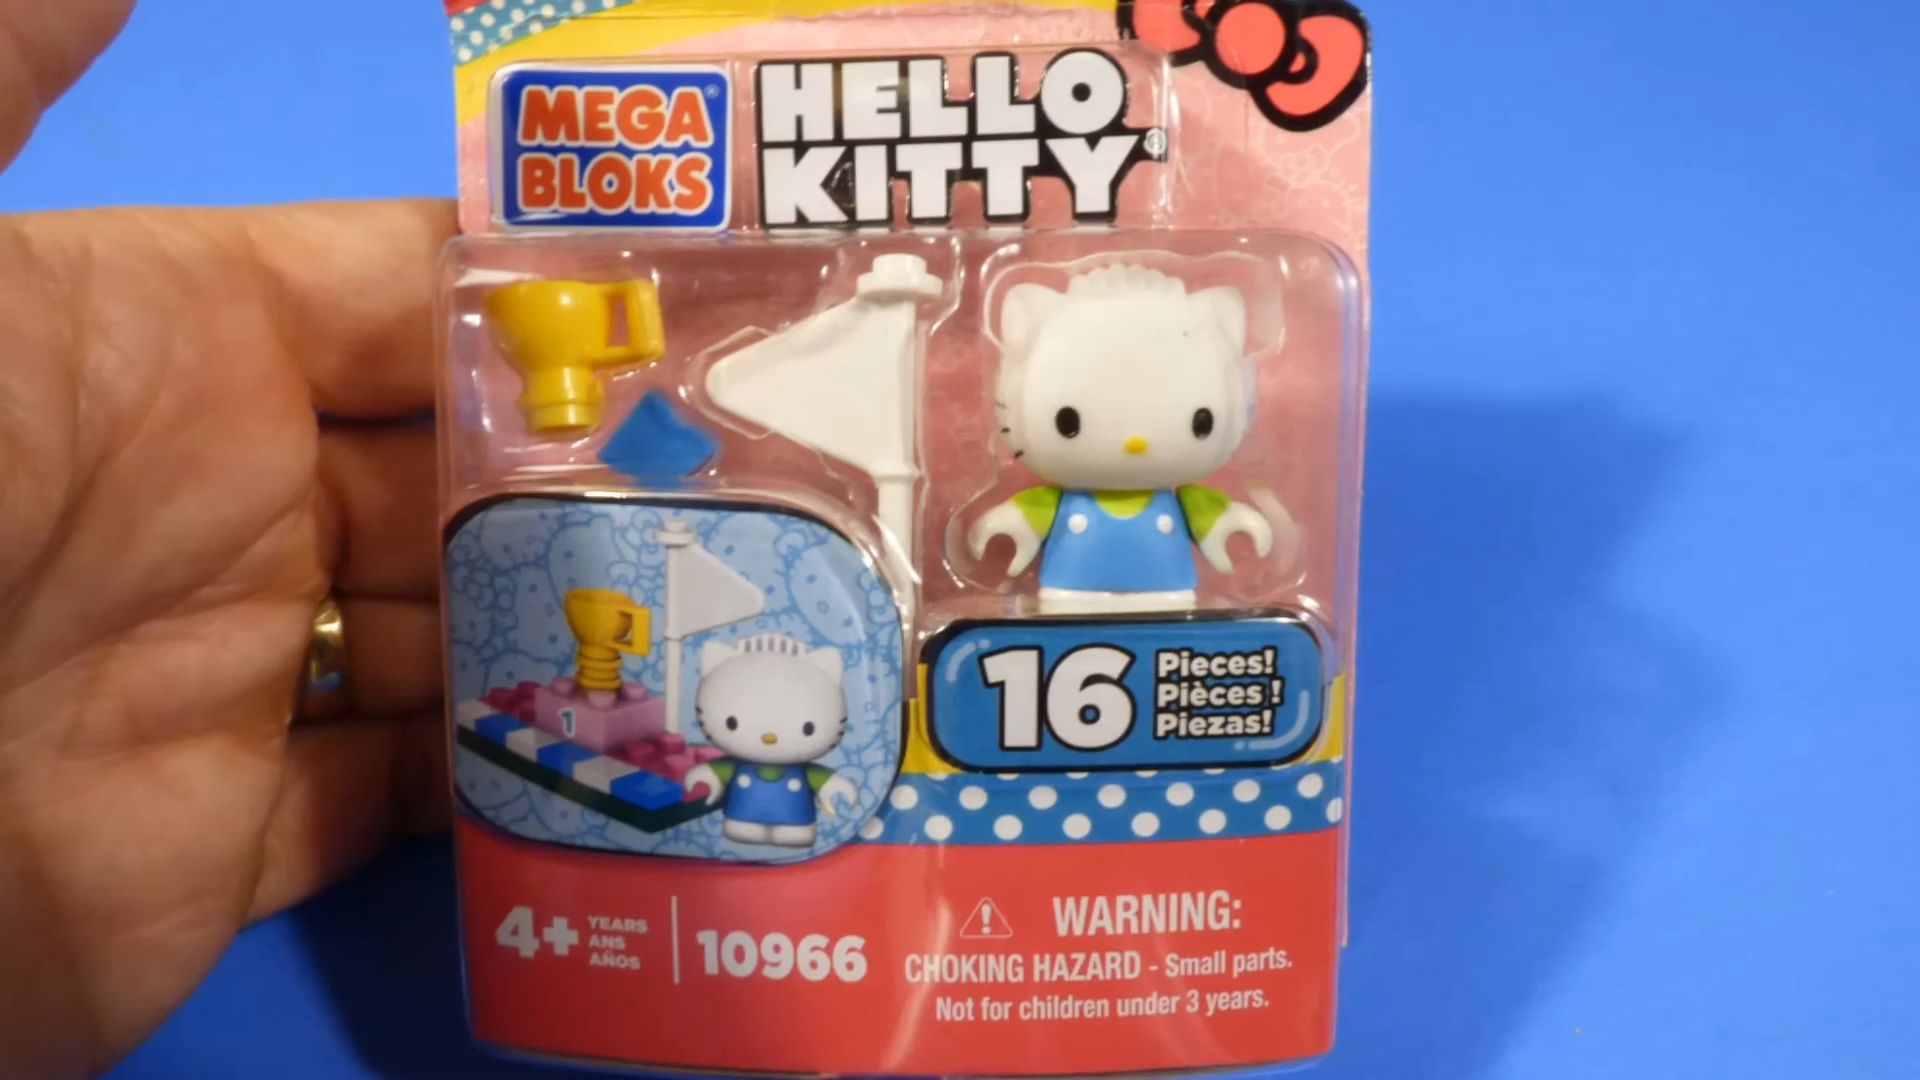 MEGA
BLOKS®
HELLO
KITTY®
1
16
Pieces!
Pièces !
Piezas!
4+
YEARS
ANS
AÑOS
10966
WARNING:
CHOKING HAZARD - Small parts.
Not for children under 3 years.